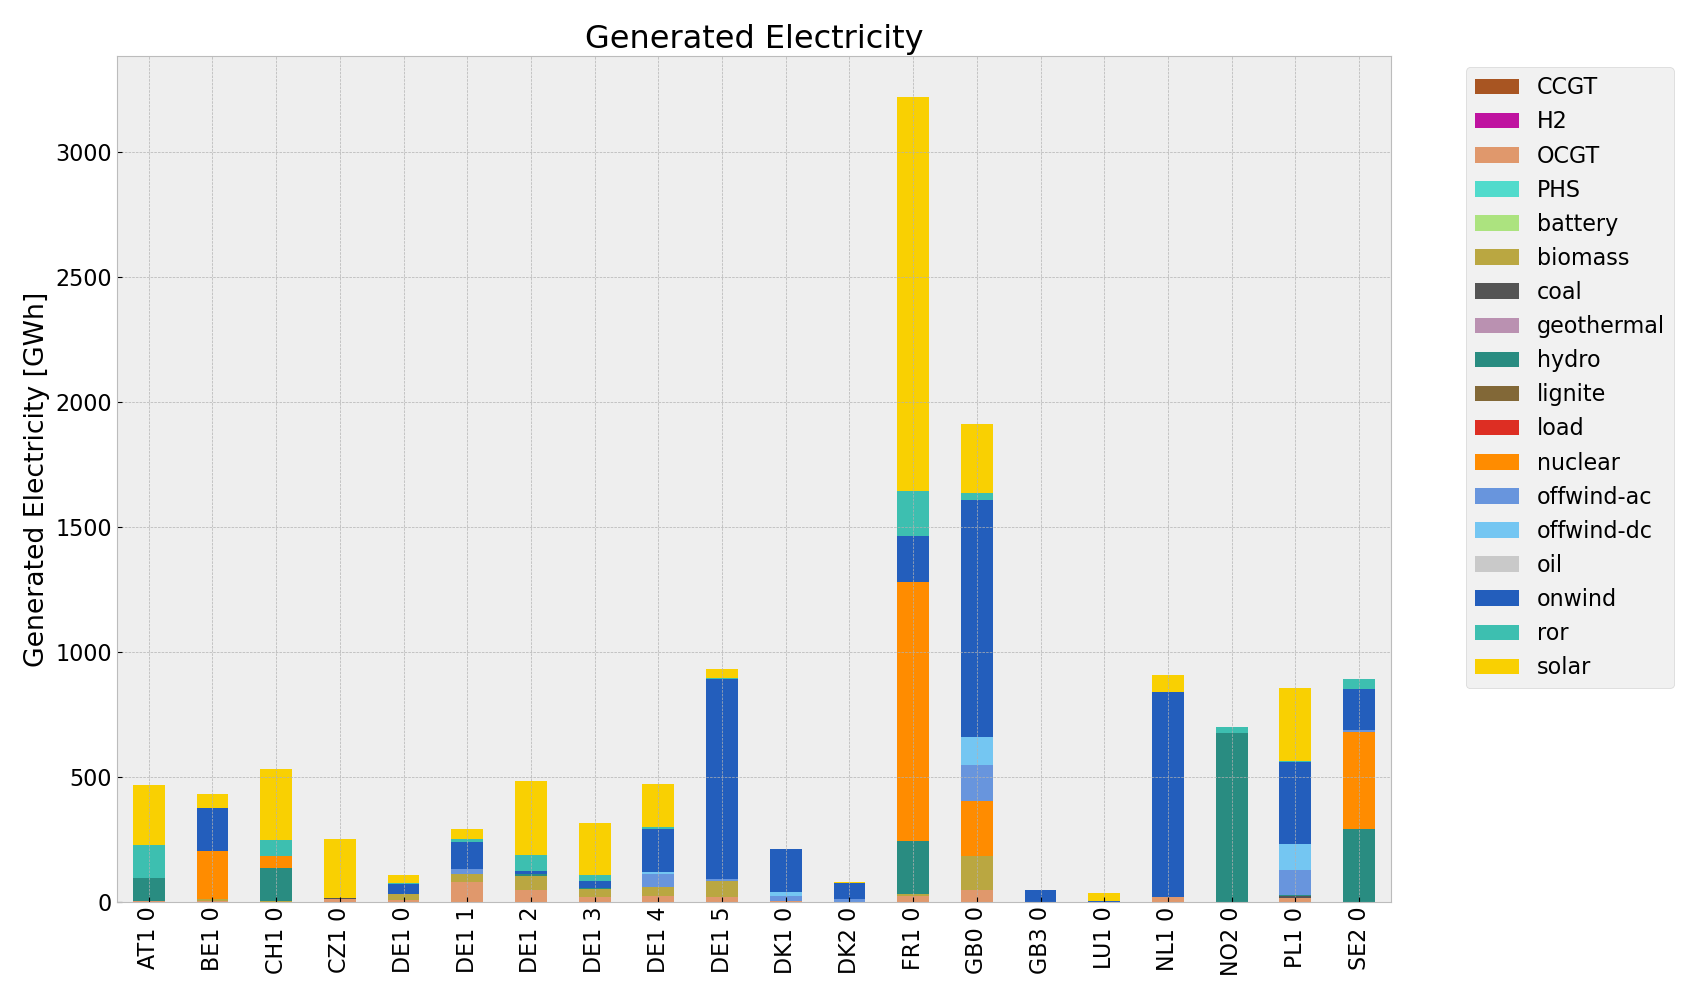 Generated Electricity
Generated Electricity [GWh]
3000
2500
2000
1500
1000
500
0
AT1 0
BE1 0
CH1 0
CZ1 0
DE1 0
DE1 1
DE1 2
DE1 3
DE1 4
DE1 5
DK1 0
DK2 0
FR1 0
GB0 0
GB3 0
LU1 0
NL1 0
NO2 0
PL1 0
SE2 0
CCGT
H2
OCGT
PHS
battery
biomass
coal
geothermal
hydro
lignite
load
nuclear
offwind-ac
offwind-dc
oil
onwind
ror
solar